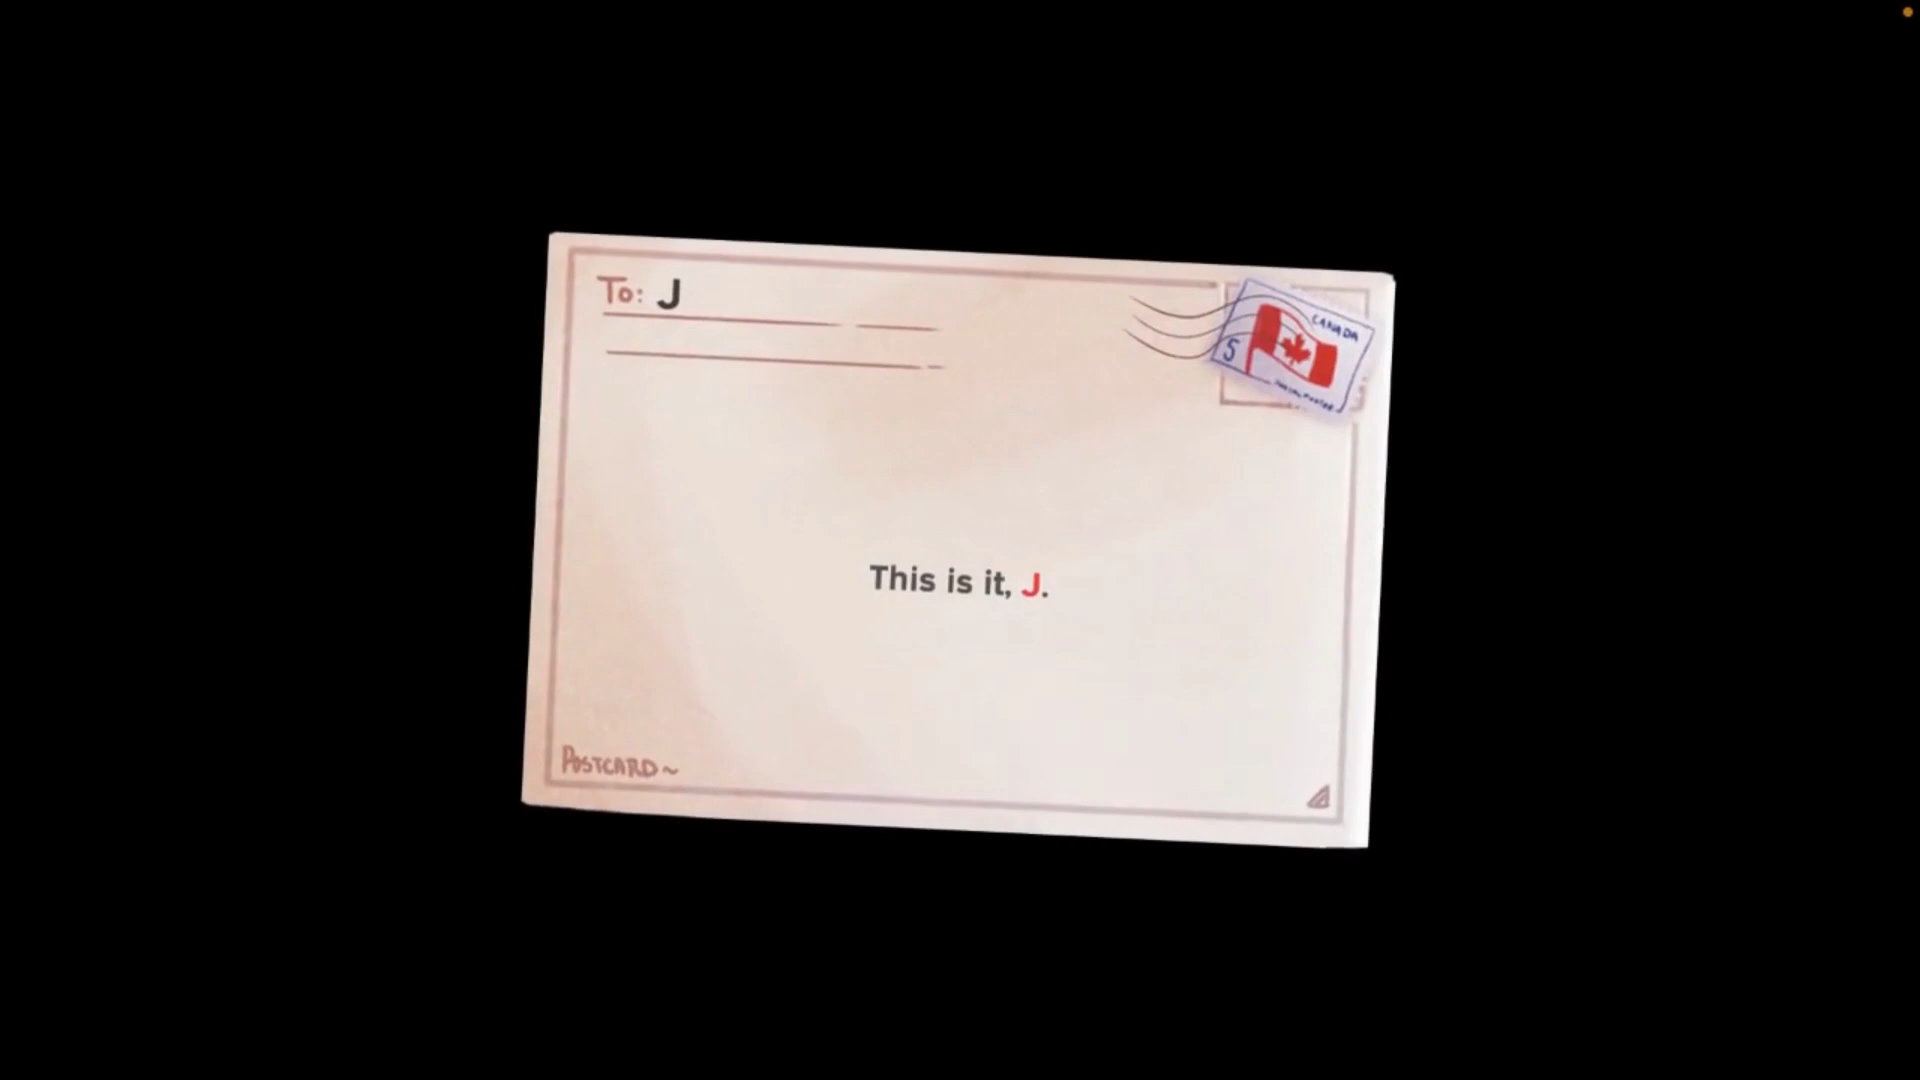 To: J
CANADA
5
This is it, J.
POSTCARD~